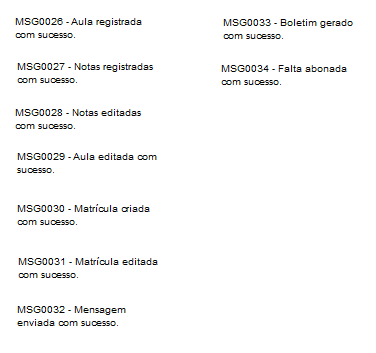 MSG0026 - Aula registrada
com sucesso.
MSG0027 - Notas registradas
com sucesso.
MSG0028 - Notas editadas
com sucesso.
MSG0029 - Aula editada com
sucesso.
MSG0030 - Matrícula criada
com sucesso.
MSG0031 - Matrícula editada
com sucesso.
MSG0032 - Mensagem
enviada com sucesso.
MSG0033 - Boletim gerado
com sucesso.
MSG0034 - Falta abonada
com sucesso.